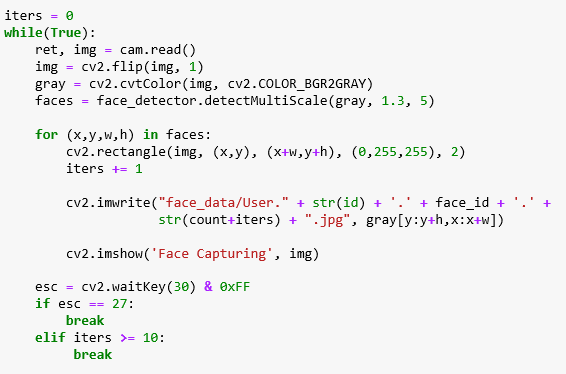 iters = 0
while(True):
    ret, img = cam.read()
    img = cv2.flip(img, 1)
    gray = cv2.cvtColor(img, cv2.COLOR_BGR2GRAY)
    faces = face_detector.detectMultiScale(gray, 1.3, 5)

    for (x,y,w,h) in faces:
        cv2.rectangle(img, (x,y), (x+w,y+h), (0,255,255), 2)
        iters += 1

        cv2.imwrite("face_data/User." + str(id) + '.' + face_id + '.' +
                    str(count+iters) + ".jpg", gray[y:y+h,x:x+w])

        cv2.imshow('Face Capturing', img)

    esc = cv2.waitKey(30) & 0xFF
    if esc == 27:
        break
    elif iters >= 10:
         break